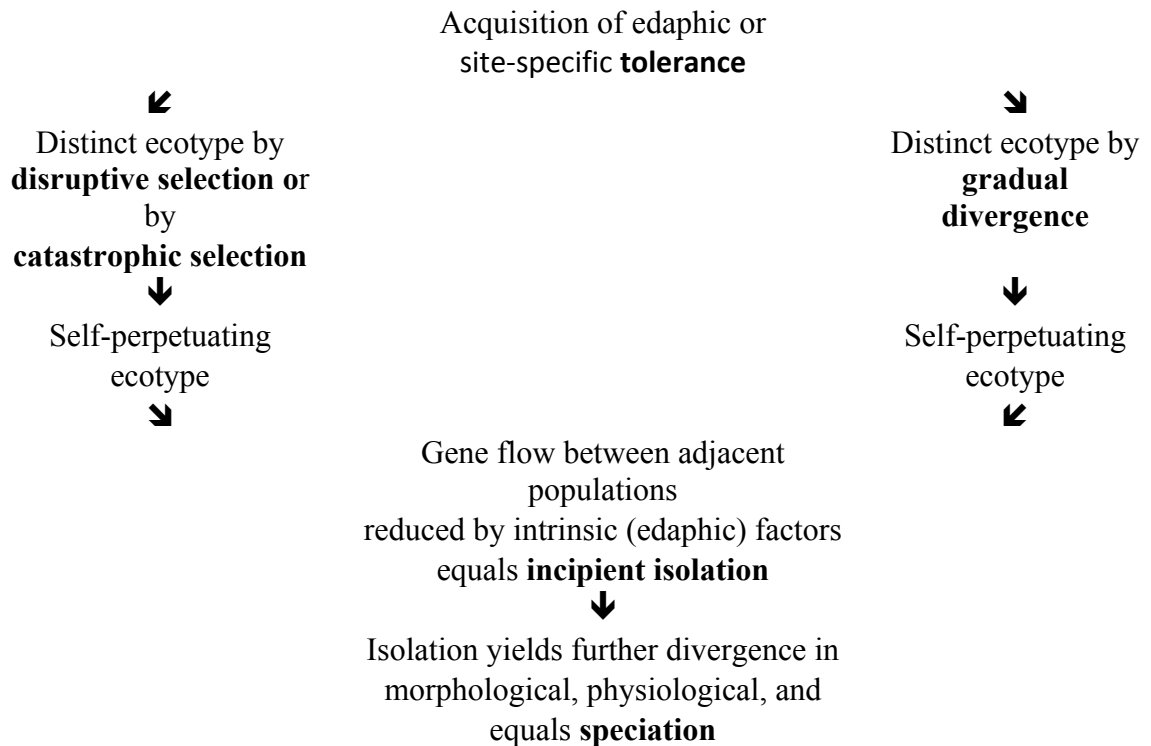 Acquisition of edaphic or
site-specific tolerance
Distinct ecotype by
disruptive selection or
by
catastrophic selection
Self-perpetuating
ecotype
Distinct ecotype by
gradual
divergence
Self-perpetuating
ecotype
Gene flow between adjacent
populations
reduced by intrinsic (edaphic) factors
equals incipient isolation
Isolation yields further divergence in
morphological, physiological, and
equals speciation